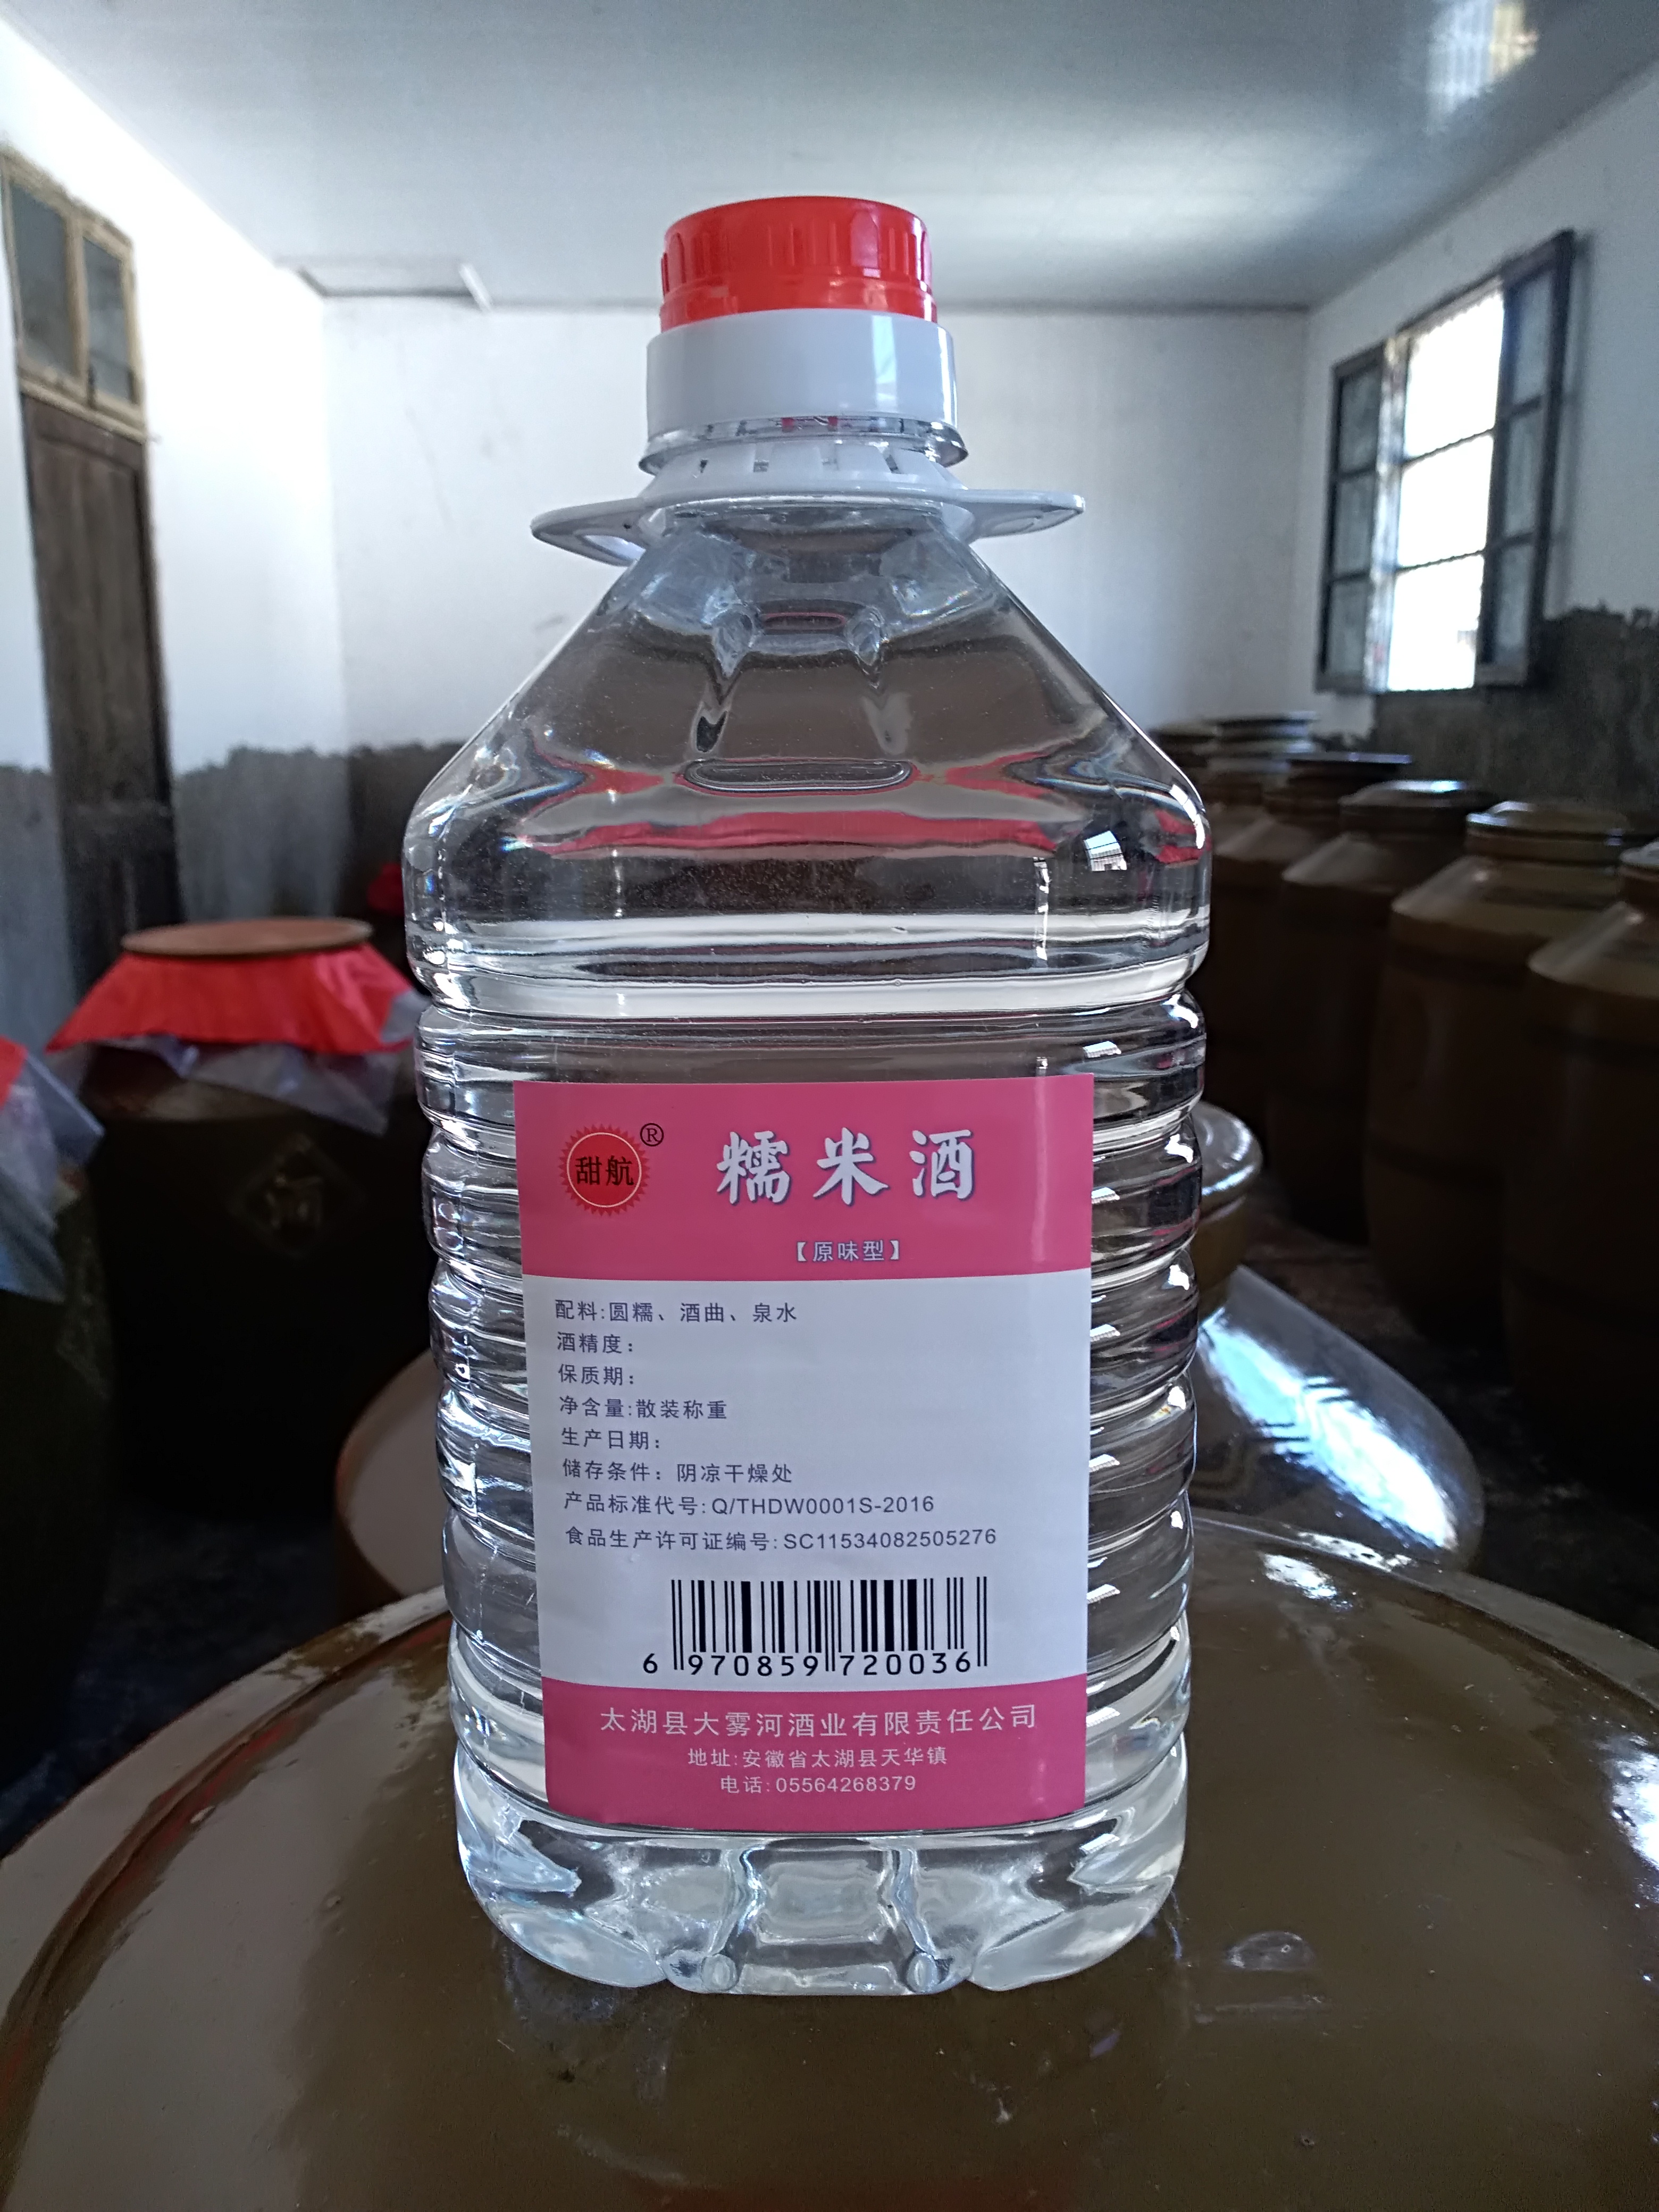 甜航®
糯米酒
【原味型】
配料:圆糯、酒曲、泉水
酒精度：
保质期：
净含量:散装称重
生产日期：
储存条件：阴凉干燥处
产品标准代号:Q/THDW0001S-2016
食品生产许可证编号:SC11534082505276
6 970859 720036
太湖县大雾河酒业有限责任公司
地址:安徽省太湖县天华镇
电话:05564268379
酒